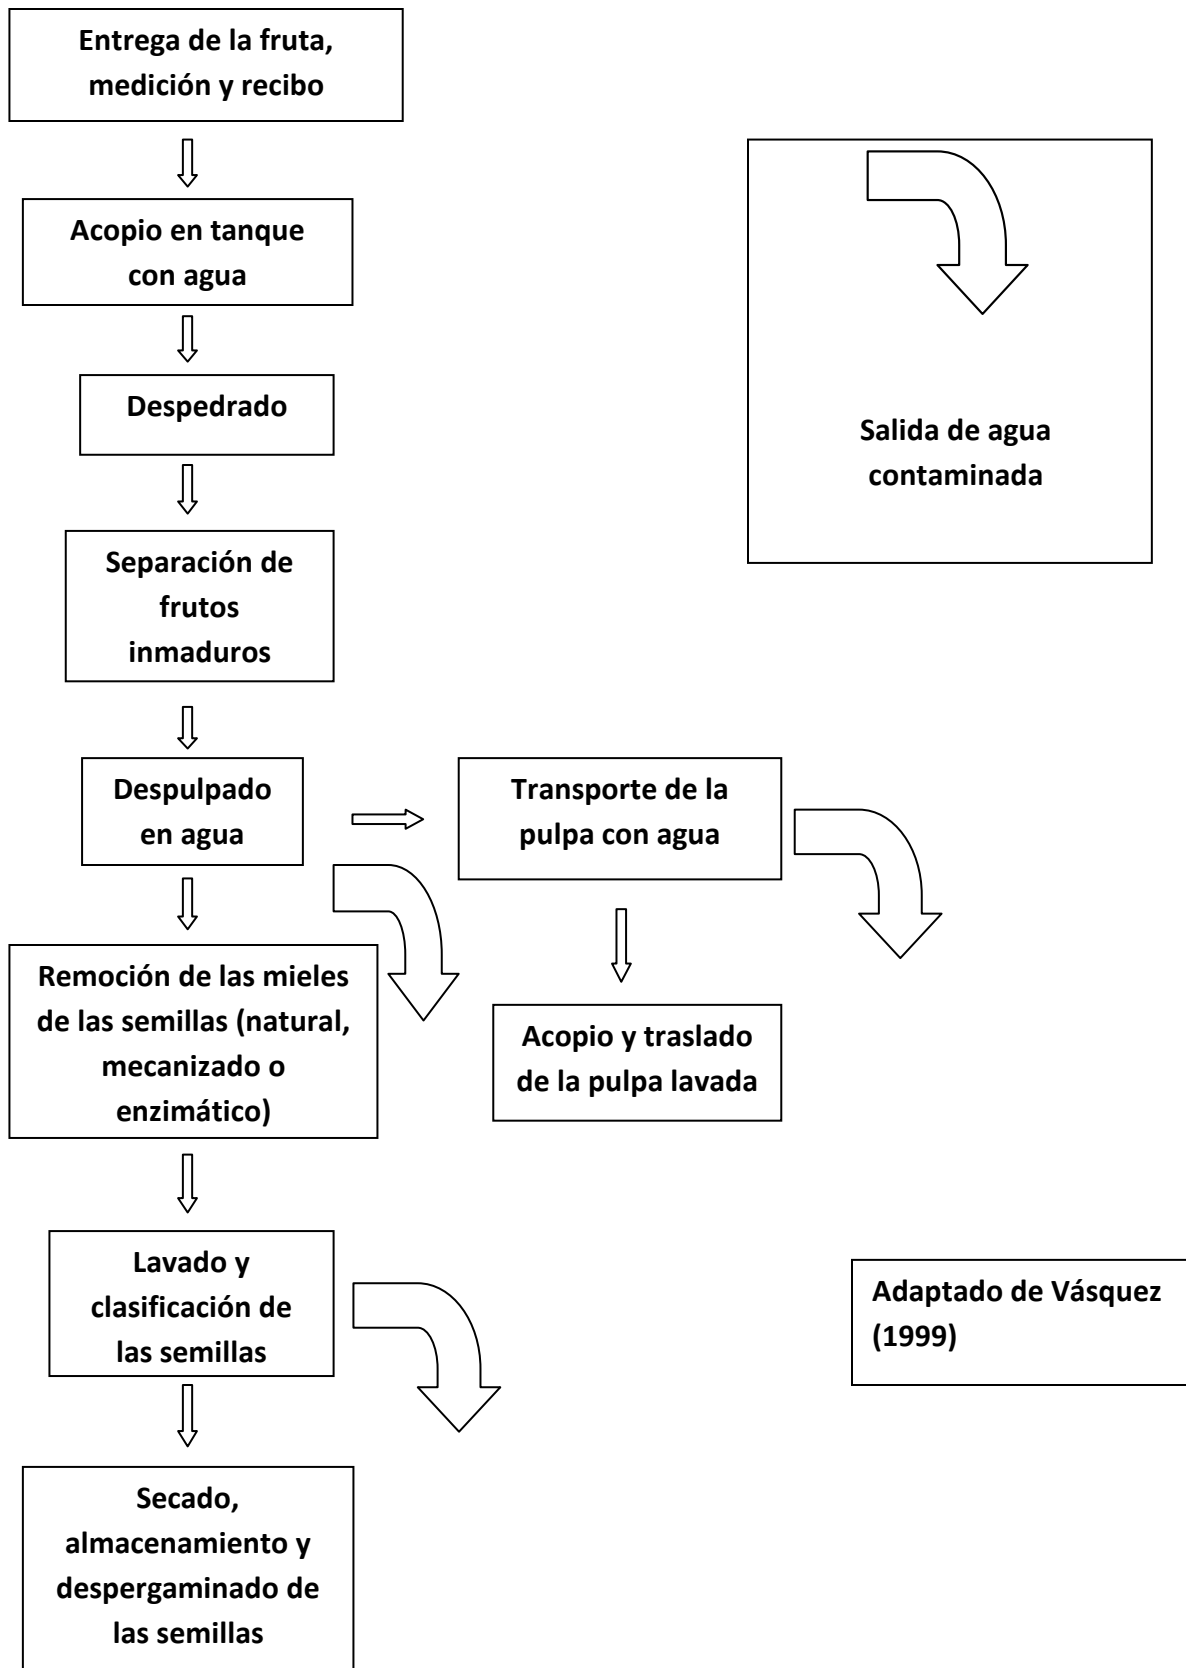 Entrega de la fruta,
medición y recibo
Acopio en tanque
con agua
Despedrado
Salida de agua
contaminada
Separación de
frutos
inmaduros
Despulpado
en agua
Transporte de la
pulpa con agua
Remoción de las mieles
de las semillas (natural,
mecanizado o
enzimático)
Acopio y traslado
de la pulpa lavada
Lavado y
clasificación de
las semillas
Adaptado de Vásquez
(1999)
Secado,
almacenamiento y
despergaminado de
las semillas